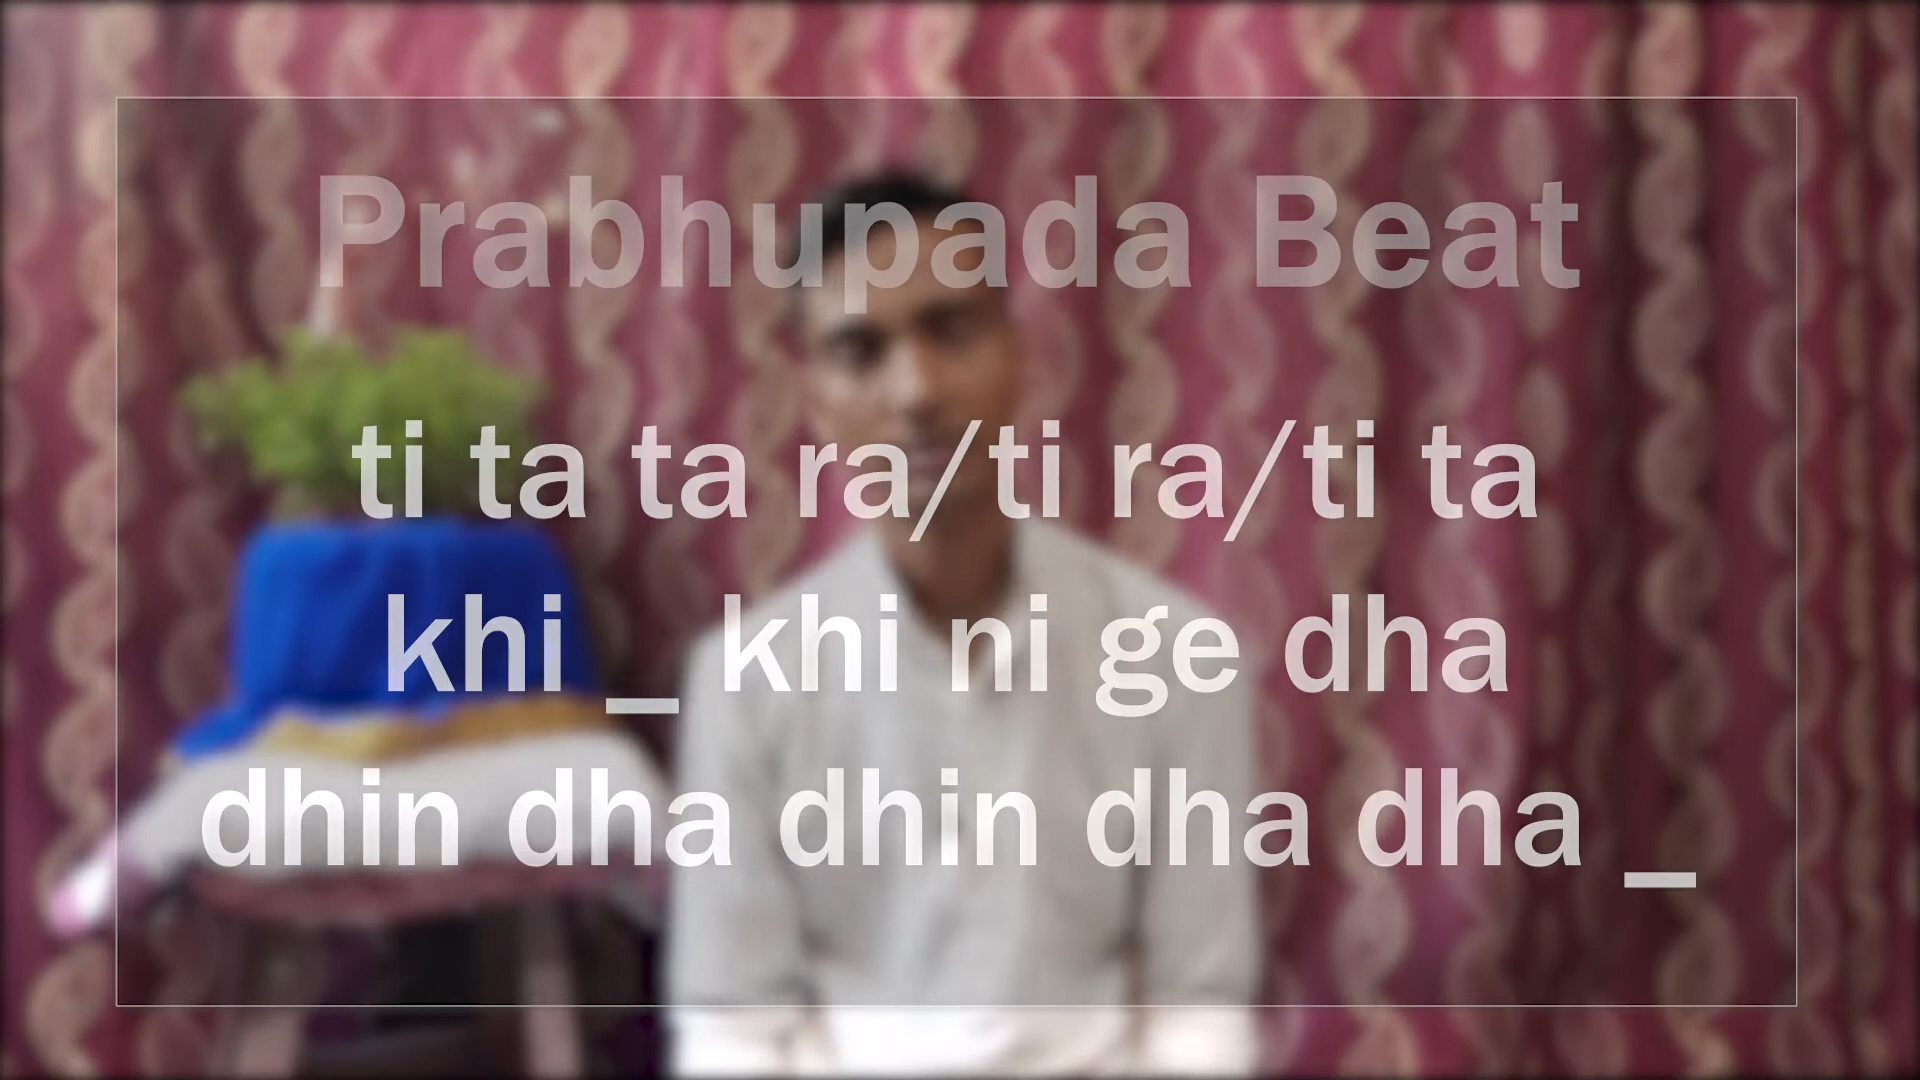 Prabhupada Beat
ti ta ta ra/ti ra/ti ta
khi _ khi ni ge dha
dhin dha dhin dha dha _